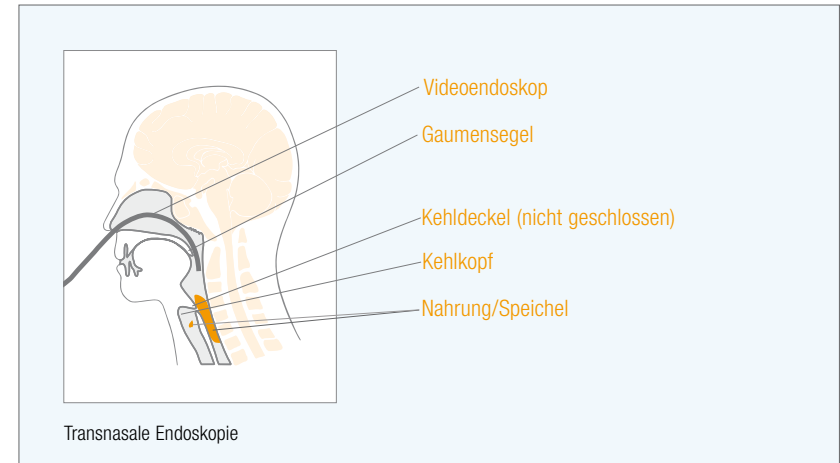 Videoendoskop
Gaumensegel
Kehldeckel (nicht geschlossen)
Kehlkopf
Nahrung/Speichel
Transnasale Endoskopie